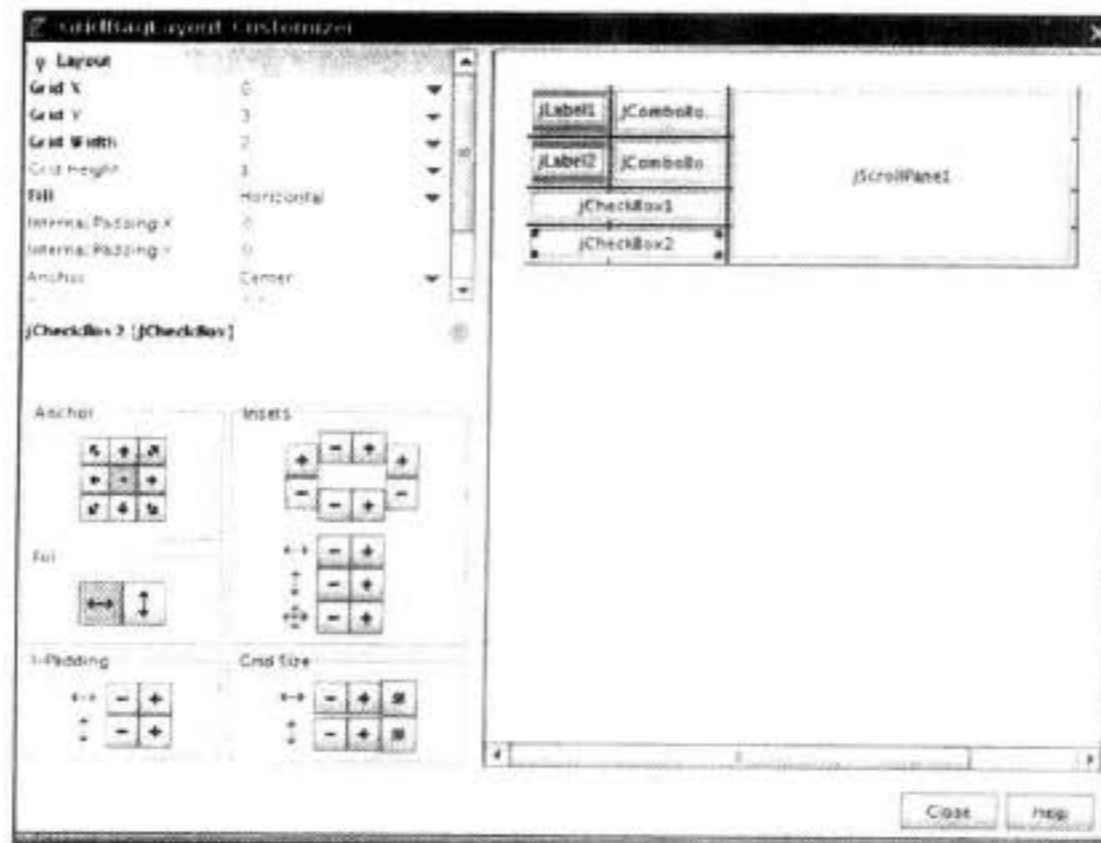 GridBagLayout Customizer
Layout
Grid X 0
Grid Y 3
Grid Width 2
Grid Height 1
Fill Horizontal
Internal Padding X 0
Internal Padding Y 0
Anchor Center
jCheckBox2 [JCheckBox]
Anchor
Insets
Fill
I-Padding
Grid Size
jLabel1 jComboBo.
jLabel2 jComboBo
jScrollPane1
jCheckBox1
jCheckBox2
Close Help